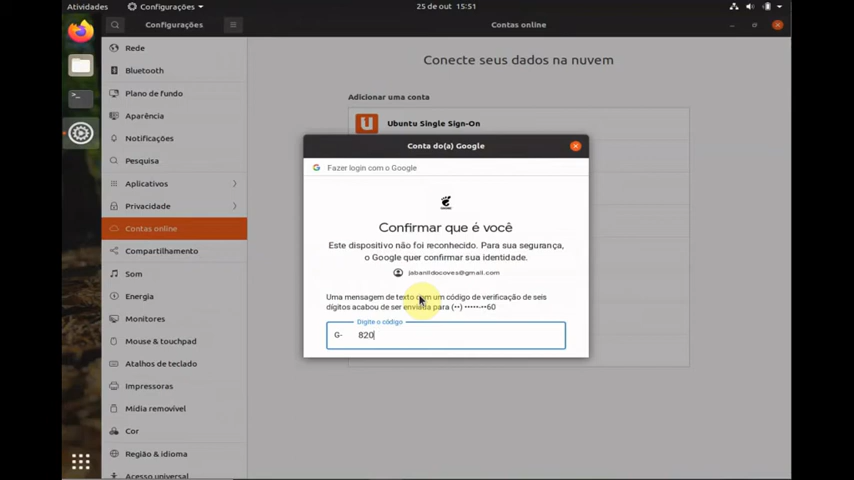 Atividades
Configurações
25 de out 15:51
Configurações
Contas online
Rede
Bluetooth
Plano de fundo
Aparência
Notificações
Pesquisa
Aplicativos
Privacidade
Contas online
Compartilhamento
Som
Energia
Monitores
Mouse & touchpad
Atalhos de teclado
Impressoras
Mídia removível
Cor
Região & idioma
Acesso universal
Conecte seus dados na nuvem
Adicionar uma conta
Ubuntu Single Sign-On
Conta do(a) Google
Fazer login com o Google
Confirmar que é você
Este dispositivo não foi reconhecido. Para sua segurança,
o Google quer confirmar sua identidade.
jabanildocoves@gmail.com
Uma mensagem de texto com um código de verificação de seis
dígitos acabou de ser enviada para (••) •••••-••60
Digite o código
G- 820